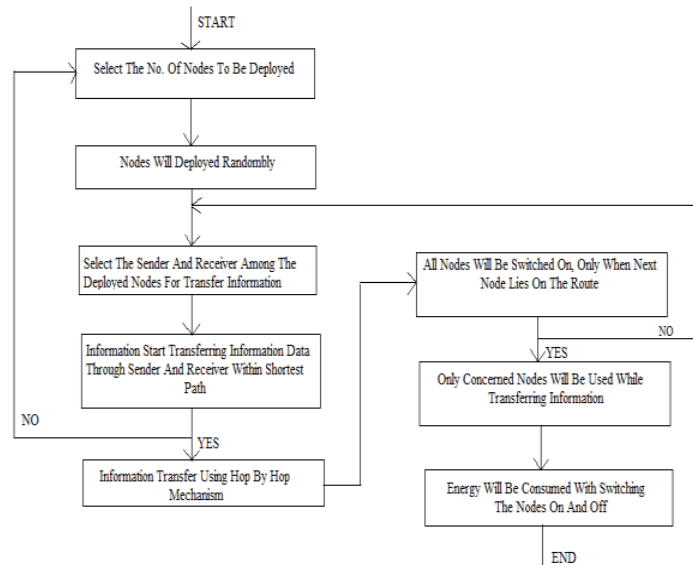 START
Select The No. Of Nodes To Be Deployed
Nodes Will Deployed Randombly
Select The Sender And Receiver Among The
Deployed Nodes For Transfer Information
Information Start Transferring Information Data
Through Sender And Receiver Within Shortest
Path
NO
YES
Information Transfer Using Hop By Hop
Mechanism
All Nodes Will Be Switched On, Only When Next
Node Lies On The Route
NO
YES
Only Concerned Nodes Will Be Used While
Transferring Information
Energy Will Be Consumed With Switching
The Nodes On And Off
END